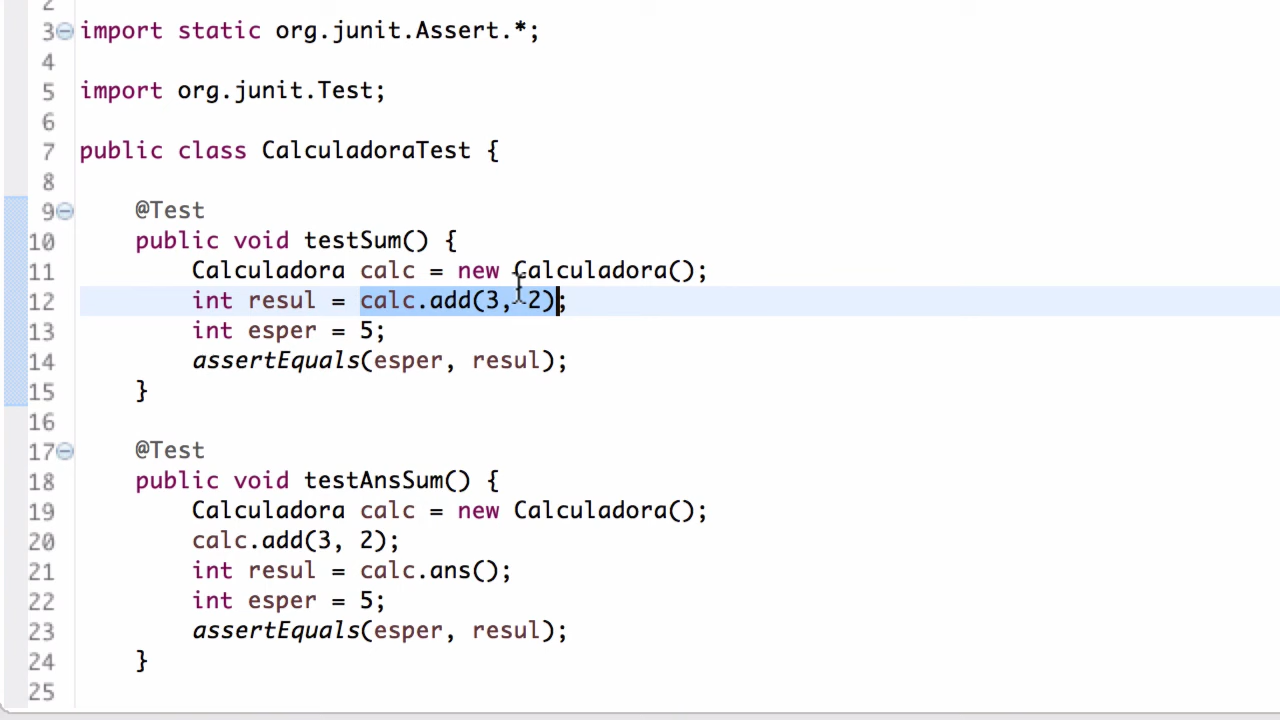 2
3 import static org.junit.Assert.*;
4
5 import org.junit.Test;
6
7 public class CalculadoraTest {
8
9 @Test
10 public void testSum() {
11 Calculadora calc = new Calculadora();
12 int resul = calc.add(3, 2);
13 int esper = 5;
14 assertEquals(esper, resul);
15 }
16
17 @Test
18 public void testAnsSum() {
19 Calculadora calc = new Calculadora();
20 calc.add(3, 2);
21 int resul = calc.ans();
22 int esper = 5;
23 assertEquals(esper, resul);
24 }
25